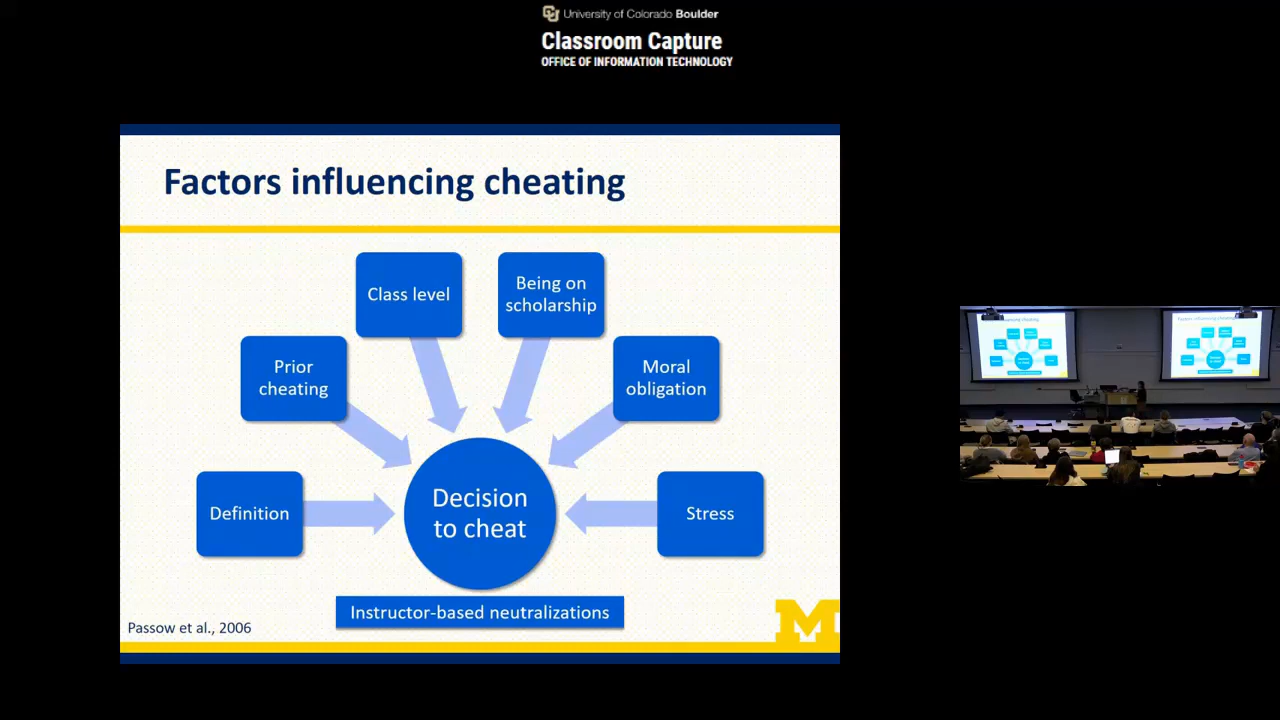 University of Colorado Boulder
Classroom Capture
OFFICE OF INFORMATION TECHNOLOGY
Factors influencing cheating
Class level
Being on
scholarship
Prior
cheating
Moral
obligation
Definition
Decision
to cheat
Stress
Instructor-based neutralizations
Passow et al., 2006
M